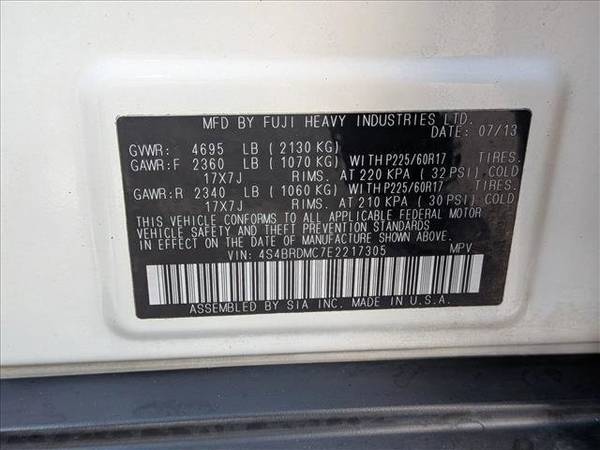 MFD BY FUJI HEAVY INDUSTRIES LTD.
DATE: 07/13
GVWR: 4695 LB ( 2130 KG)
GAWR:F 2360 LB ( 1070 KG) WITH P225/60R17 TIRES.
17X7J RIMS. AT 220 KPA ( 32 PSI) COLD
GAWR:R 2340 LB ( 1060 KG) WITH P225/60R17 TIRES.
17X7J RIMS. AT 210 KPA ( 30 PSI) COLD
THIS VEHICLE CONFORMS TO ALL APPLICABLE FEDERAL MOTOR
VEHICLE SAFETY AND THEFT PREVENTION STANDARDS
IN EFFECT ON THE DATE OF MANUFACTURE SHOWN ABOVE.
VIN: 4S4BRDMC7E2217305 MPV
ASSEMBLED BY SIA INC. MADE IN U.S.A.